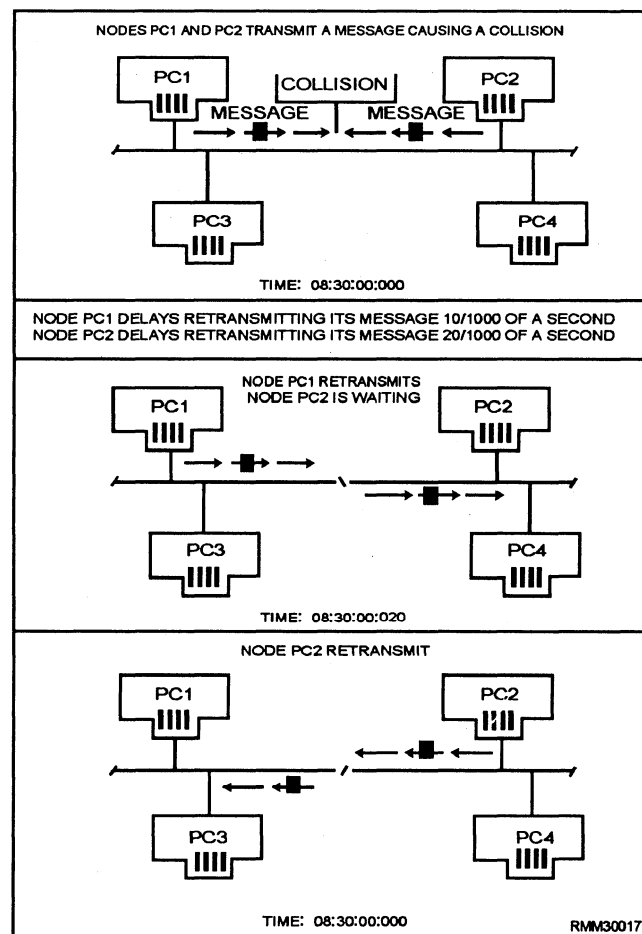 NODES PC1 AND PC2 TRANSMIT A MESSAGE CAUSING A COLLISION
PC1
COLLISION
PC2
MESSAGE
MESSAGE
PC3
PC4
TIME: 08:30:00:000
NODE PC1 DELAYS RETRANSMITTING ITS MESSAGE 10/1000 OF A SECOND
NODE PC2 DELAYS RETRANSMITTING ITS MESSAGE 20/1000 OF A SECOND
NODE PC1 RETRANSMITS
NODE PC2 IS WAITING
PC1
PC2
PC3
PC4
TIME: 08:30:00:020
NODE PC2 RETRANSMIT
PC1
PC2
PC3
PC4
TIME: 08:30:00:000
RMM30017